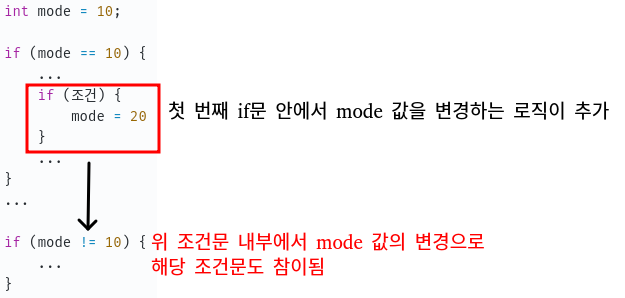 int mode = 10;
if (mode == 10) {
...
if (조건) {
mode = 20
}
첫 번째 if문 안에서 mode 값을 변경하는 로직이 추가
...
}
...
if (mode != 10) {
...
}
위 조건문 내부에서 mode 값의 변경으로
해당 조건문도 참이됨